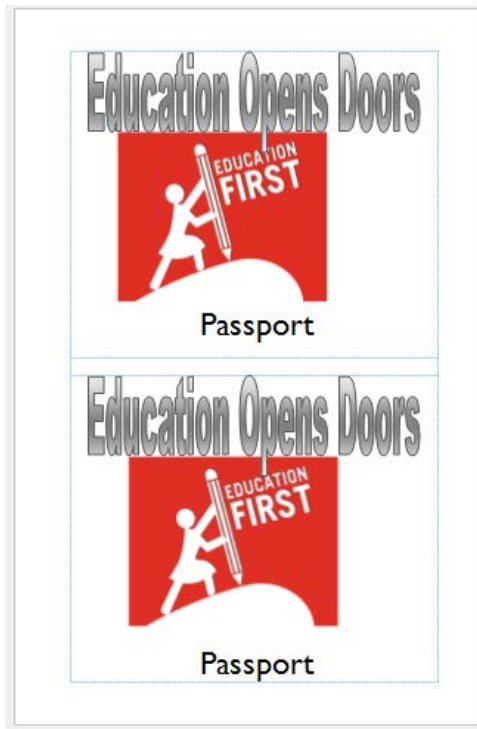 Education Opens Doors
EDUCATION
FIRST
Passport
Education Opens Doors
EDUCATION
FIRST
Passport